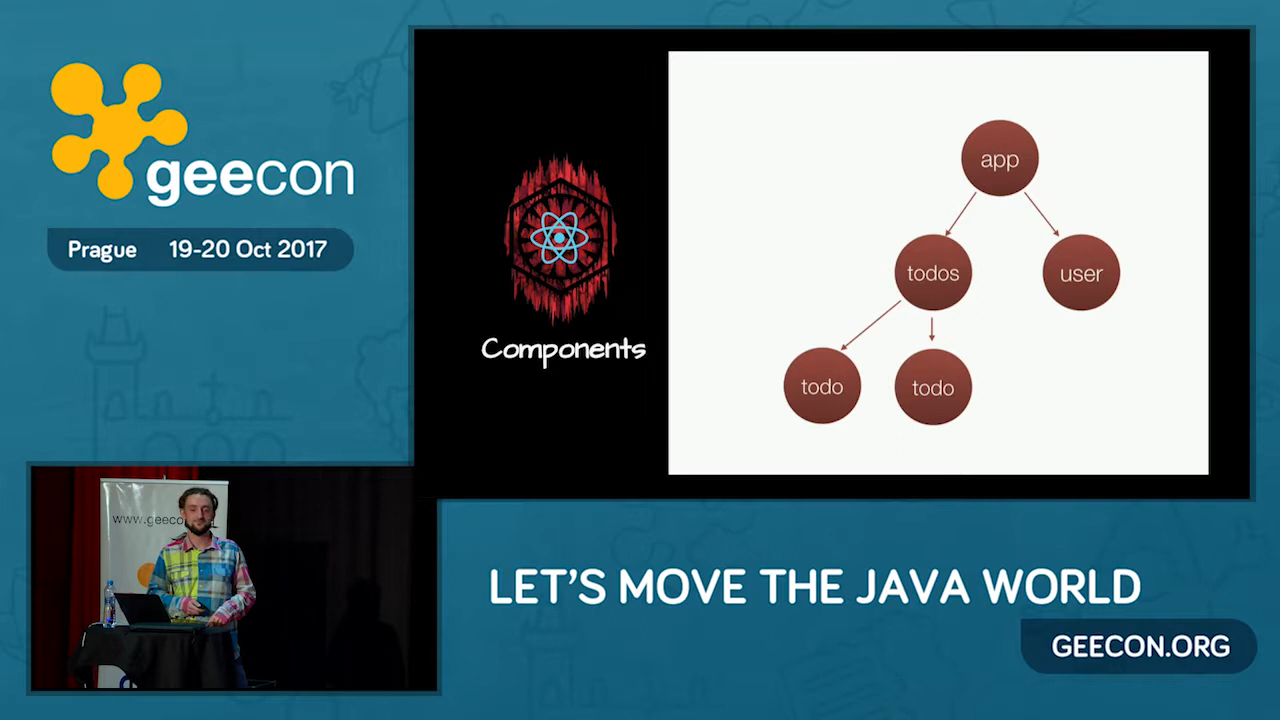 geecon
Prague 19-20 Oct 2017
Components
app
todos
user
todo
todo
www.geeco
LET'S MOVE THE JAVA WORLD
GEECON.ORG